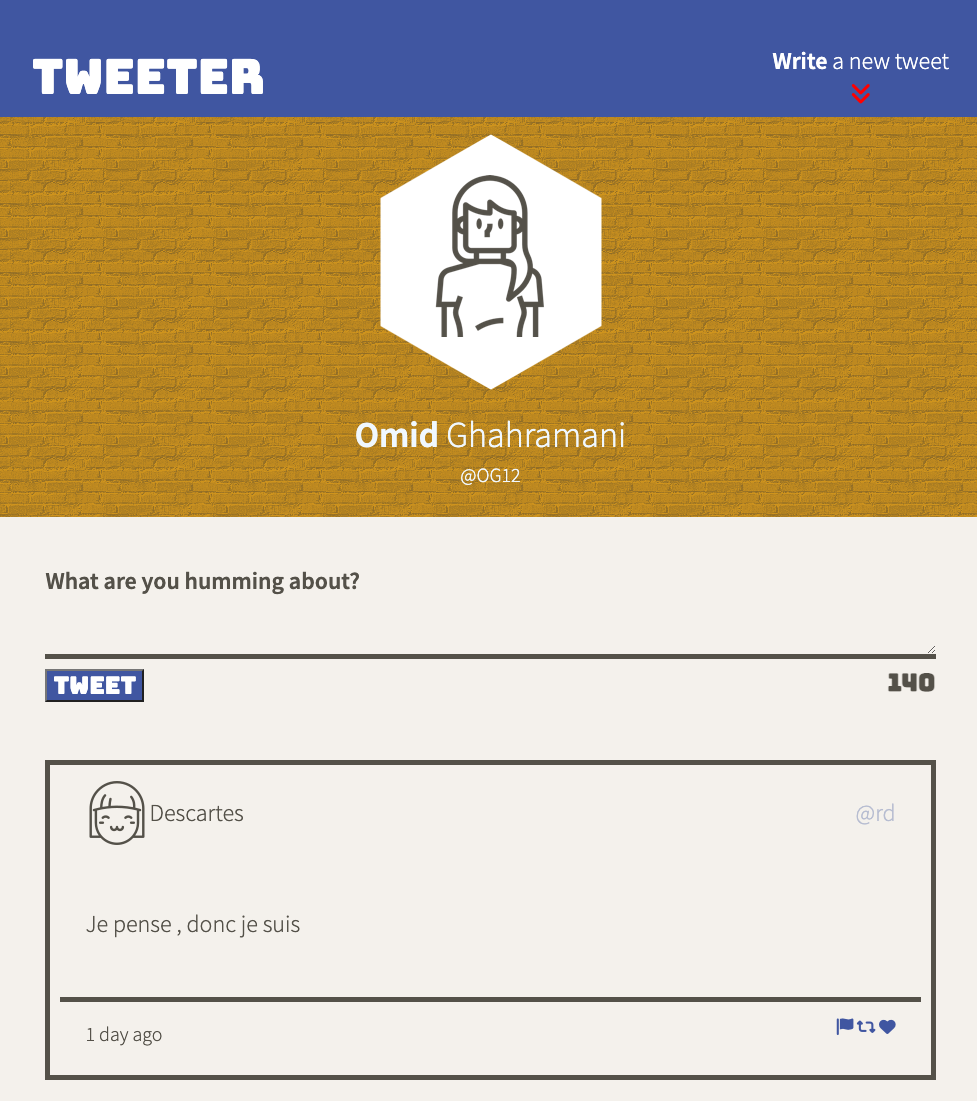 TWEETER
Write a new tweet
Omid Ghahramani
@OG12
What are you humming about?
TWEET
140
Descartes
@rd
Je pense , donc je suis
1 day ago